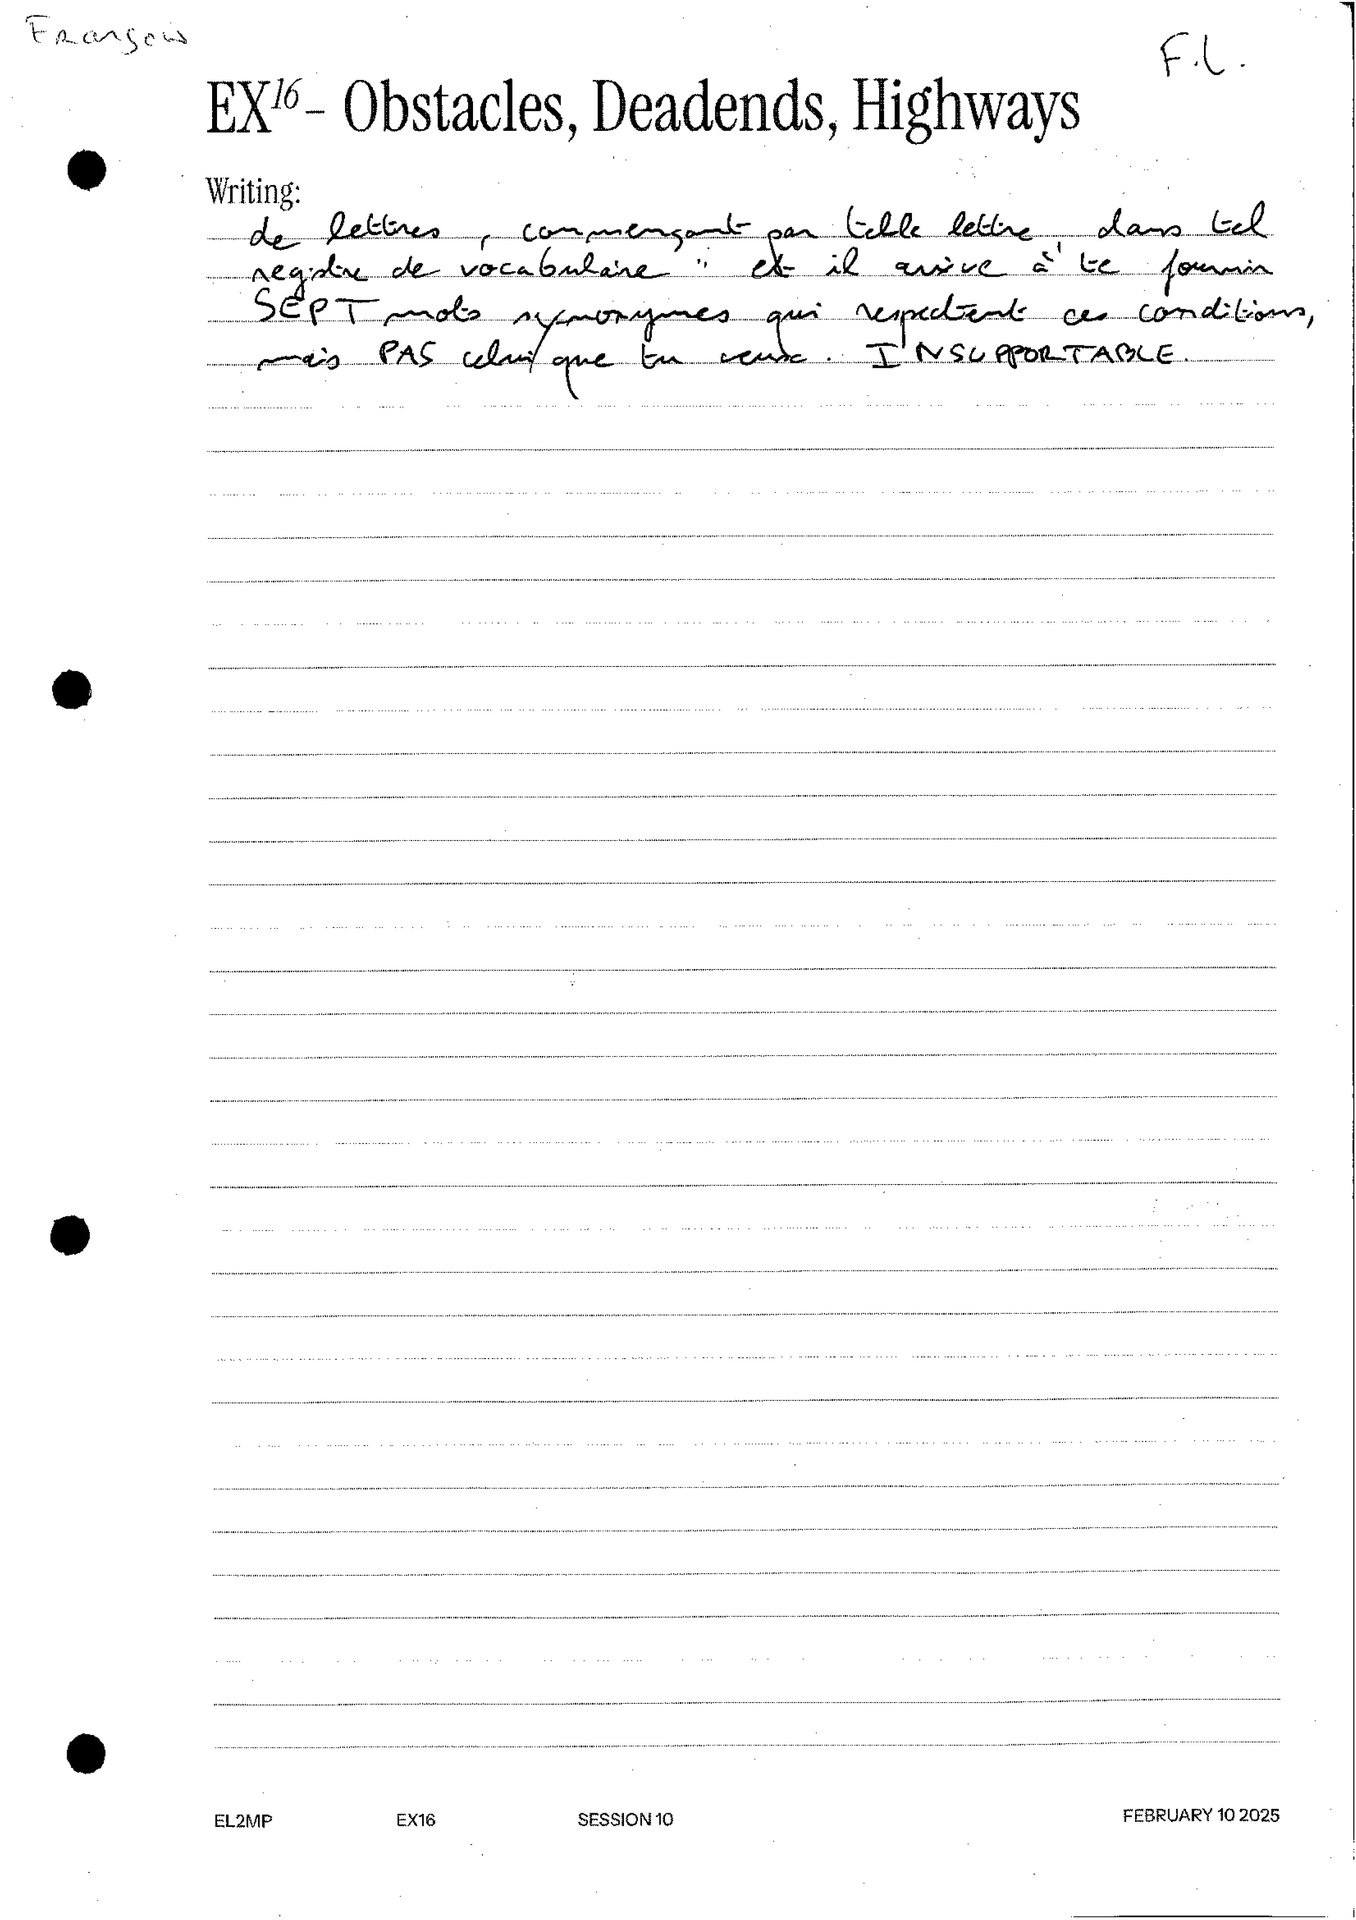 François
F.L.
EX16 - Obstacles, Deadends, Highways
Writing:
de lettres, commençant par telle lettre, dans tel
registre de vocabulaire" et il arrive à te fournir
SEPT mots synonymes qui respectent ces conditions,
mais PAS celui que tu veux. INSUPPORTABLE.
EL2MP EX16 SESSION 10 FEBRUARY 10 2025